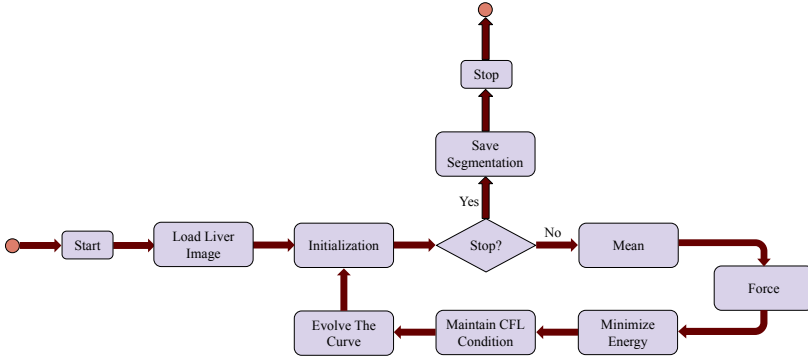 Stop
Save
Segmentation
Yes
Start
Load Liver
Image
Initialization
Stop?
No
Mean
Force
Evolve The
Curve
Maintain CFL
Condition
Minimize
Energy